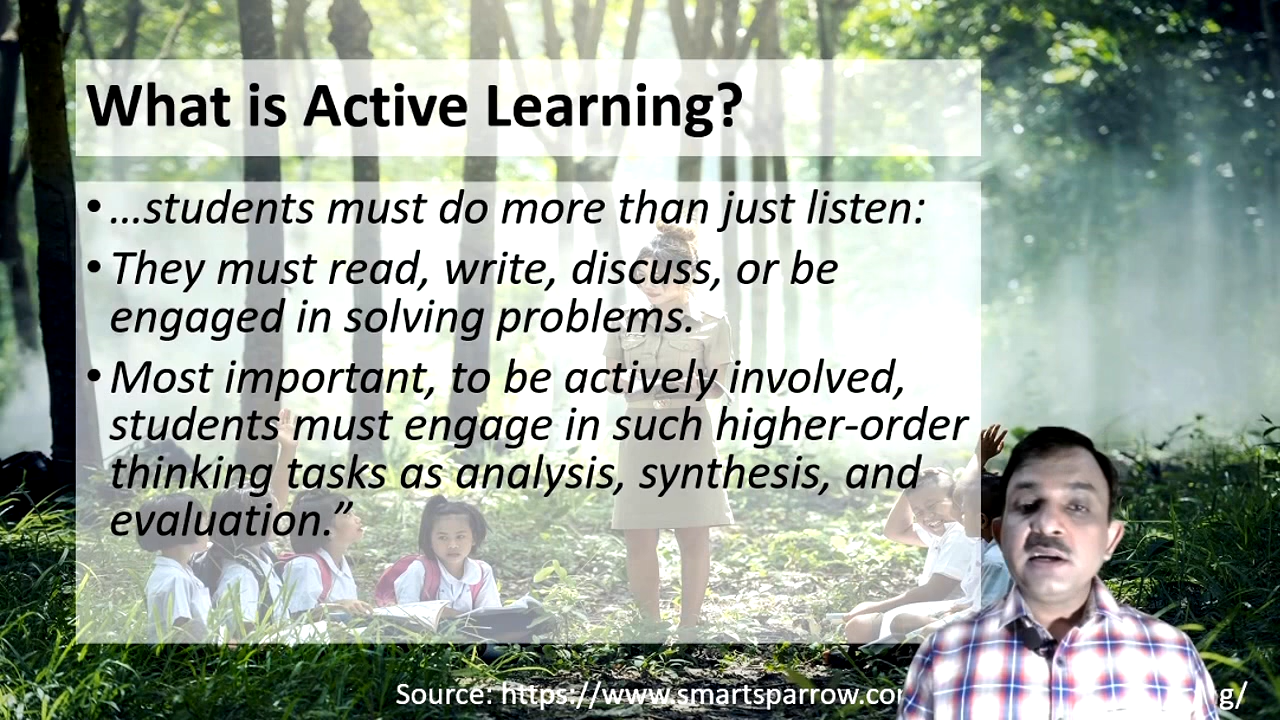 What is Active Learning?
• …students must do more than just listen:
• They must read, write, discuss, or be
engaged in solving problems.
• Most important, to be actively involved,
students must engage in such higher-order
thinking tasks as analysis, synthesis, and
evaluation.”
Source: https://www.smartsparrow.co g/